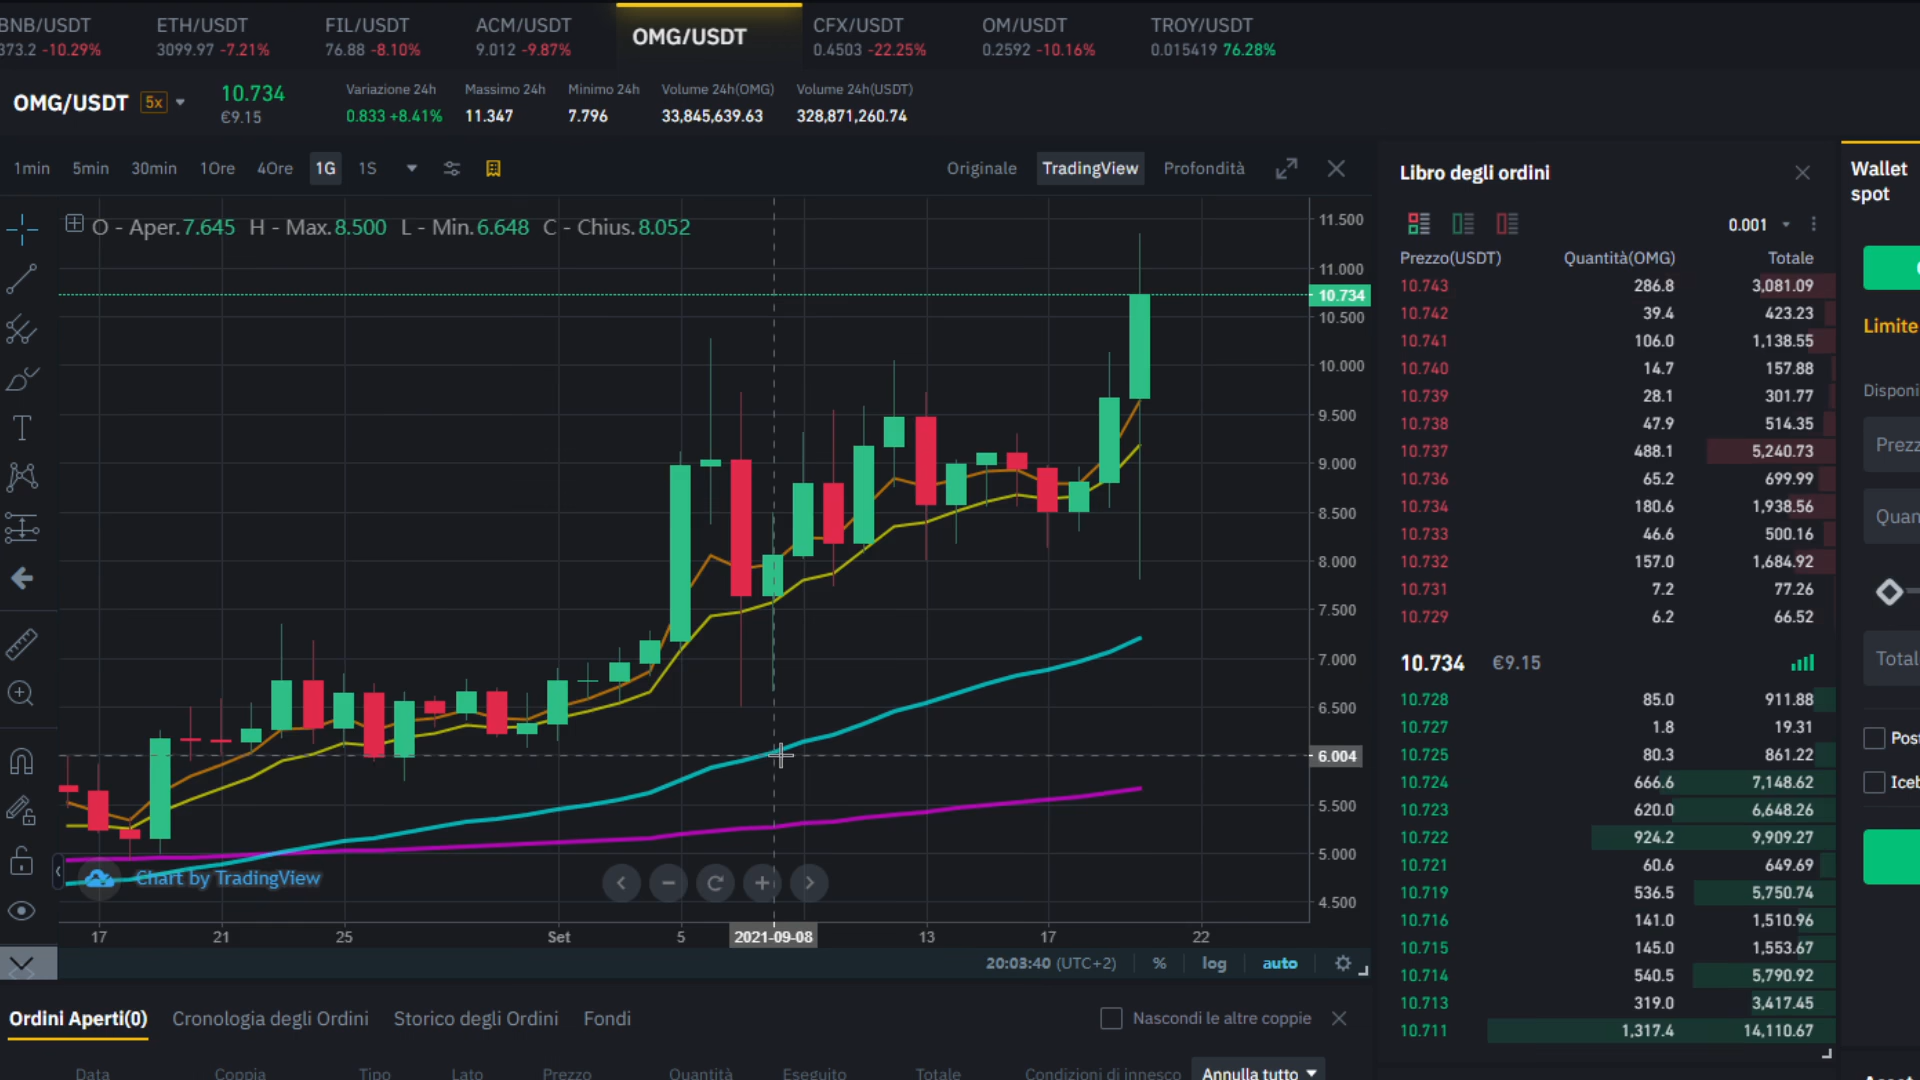 BNB/USDT ETH/USDT FIL/USDT ACM/USDT OMG/USDT CFX/USDT OM/USDT TROY/USDT
373.2 -10.29% 3099.97 -7.21% 76.88 -8.10% 9.012 -9.87% 0.4503 -22.25% 0.2592 -10.16% 0.015419 76.28%
OMG/USDT 5x 10.734 €9.15
Variazione 24h Massimo 24h Minimo 24h Volume 24h(OMG) Volume 24h(USDT)
0.833 +8.41% 11.347 7.796 33,845,639.63 328,871,260.74
1min 5min 30min 1Ore 4Ore 1G 1S Originale TradingView Profondità
O - Aper.7.645 H - Max.8.500 L - Min.6.648 C - Chius.8.052
11.500
11.000
10.734
10.500
10.000
9.500
9.000
8.500
8.000
7.500
7.000
6.500
6.004
5.500
5.000
4.500
Chart by TradingView
17 21 25 Set 5 2021-09-08 13 17 22
20:03:40 (UTC+2) % log auto
Ordini Aperti(0) Cronologia degli Ordini Storico degli Ordini Fondi Nascondi le altre coppie
Data Coppia Tipo Lato Prezzo Quantità Eseguito Totale Condizioni di innesco Annulla tutto
Libro degli ordini
0.001
Prezzo(USDT) Quantità(OMG) Totale
10.743 286.8 3,081.09
10.742 39.4 423.23
10.741 106.0 1,138.55
10.740 14.7 157.88
10.739 28.1 301.77
10.738 47.9 514.35
10.737 488.1 5,240.73
10.736 65.2 699.99
10.734 180.6 1,938.56
10.733 46.6 500.16
10.732 157.0 1,684.92
10.731 7.2 77.26
10.729 6.2 66.52
10.734 €9.15
10.728 85.0 911.88
10.727 1.8 19.31
10.725 80.3 861.22
10.724 666.6 7,148.62
10.723 620.0 6,648.26
10.722 924.2 9,909.27
10.721 60.6 649.69
10.719 536.5 5,750.74
10.716 141.0 1,510.96
10.715 145.0 1,553.67
10.714 540.5 5,790.92
10.713 319.0 3,417.45
10.711 1,317.4 14,110.67
Wallet
spot
Limite
Disponi
Prezz
Quan
Total
Post
Iceb